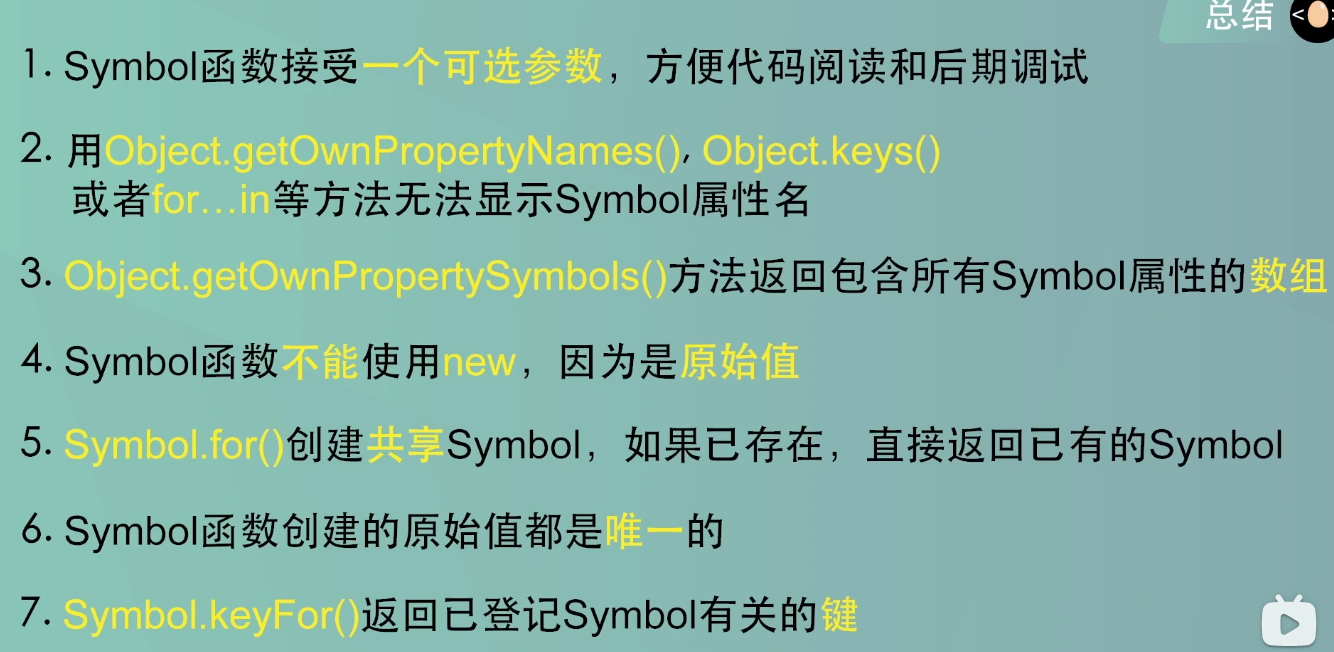 总结
1. Symbol函数接受一个可选参数，方便代码阅读和后期调试
2. 用Object.getOwnPropertyNames(), Object.keys()
或者for...in等方法无法显示Symbol属性名
3. Object.getOwnPropertySymbols()方法返回包含所有Symbol属性的数组
4. Symbol函数不能使用new，因为是原始值
5. Symbol.for()创建共享Symbol，如果已存在，直接返回已有的Symbol
6. Symbol函数创建的原始值都是唯一的
7. Symbol.keyFor()返回已登记Symbol有关的键